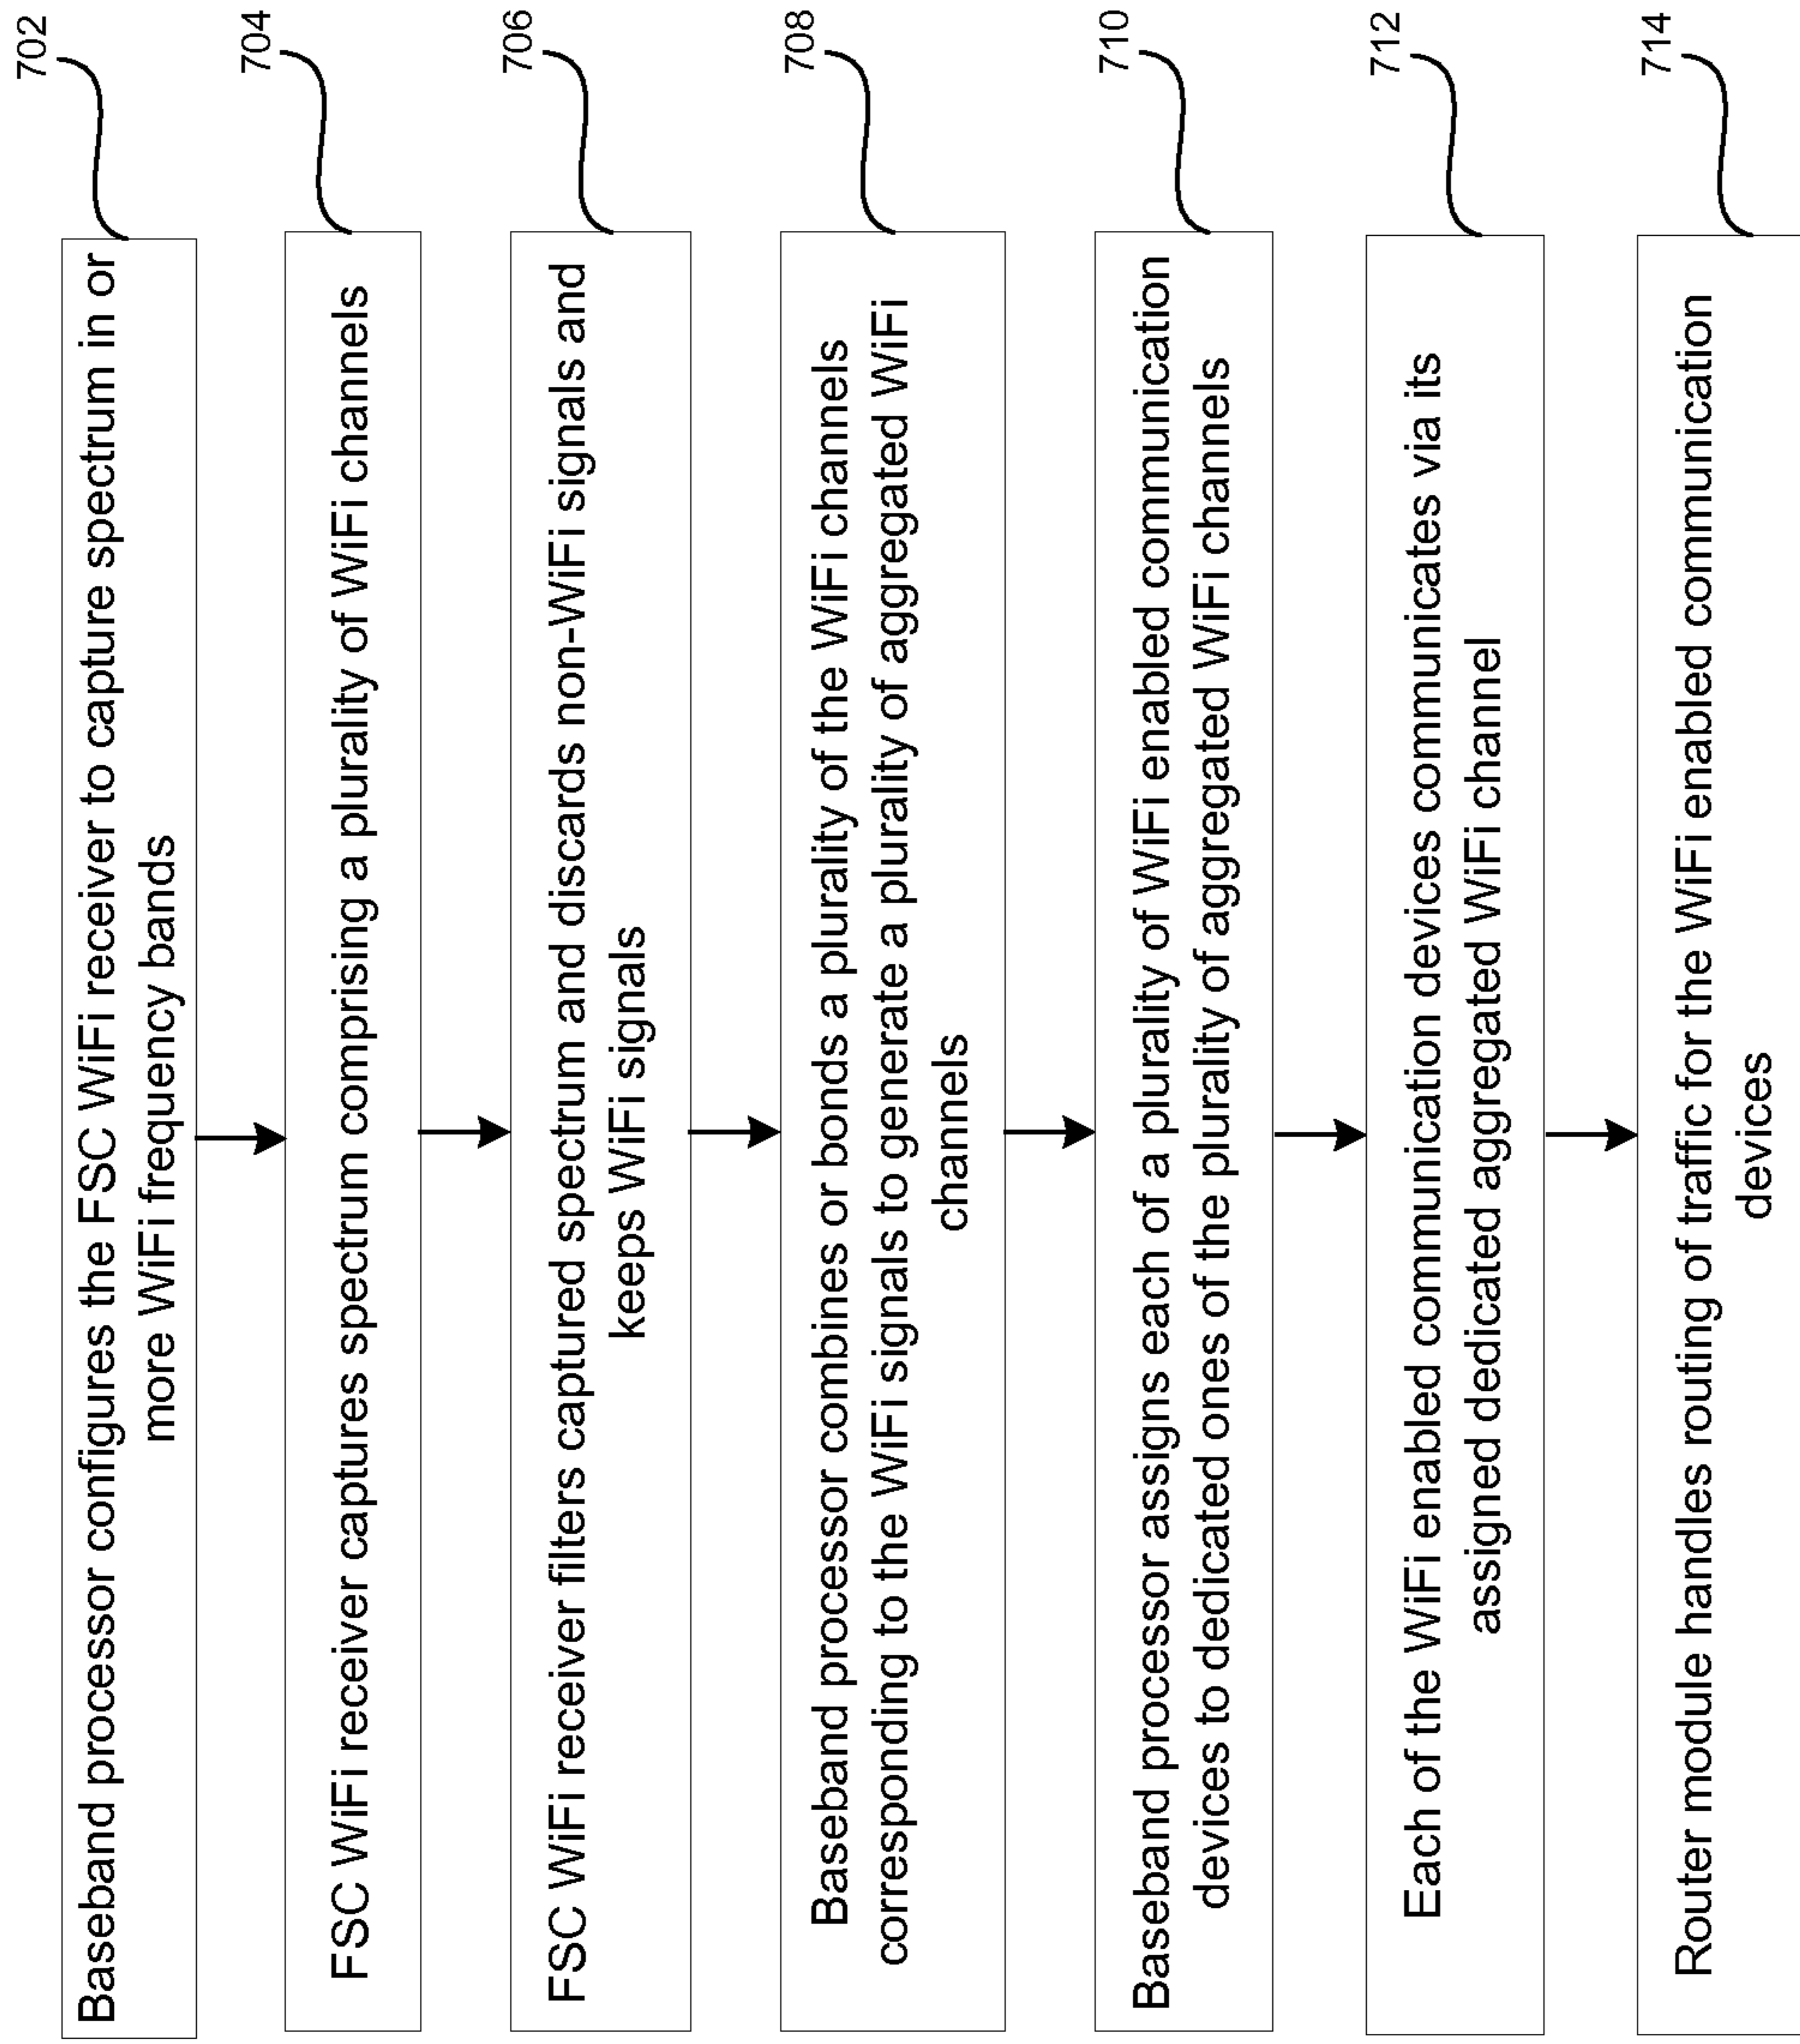 702
Baseband processor configures the FSC WiFi receiver to capture spectrum in or
more WiFi frequency bands
704
FSC WiFi receiver captures spectrum comprising a plurality of WiFi channels
706
FSC WiFi receiver filters captured spectrum and discards non-WiFi signals and
keeps WiFi signals
708
Baseband processor combines or bonds a plurality of the WiFi channels
corresponding to the WiFi signals to generate a plurality of aggregated WiFi
channels
710
Baseband processor assigns each of a plurality of WiFi enabled communication
devices to dedicated ones of the plurality of aggregated WiFi channels
712
Each of the WiFi enabled communication devices communicates via its
assigned dedicated aggregated WiFi channel
714
Router module handles routing of traffic for the WiFi enabled communication
devices